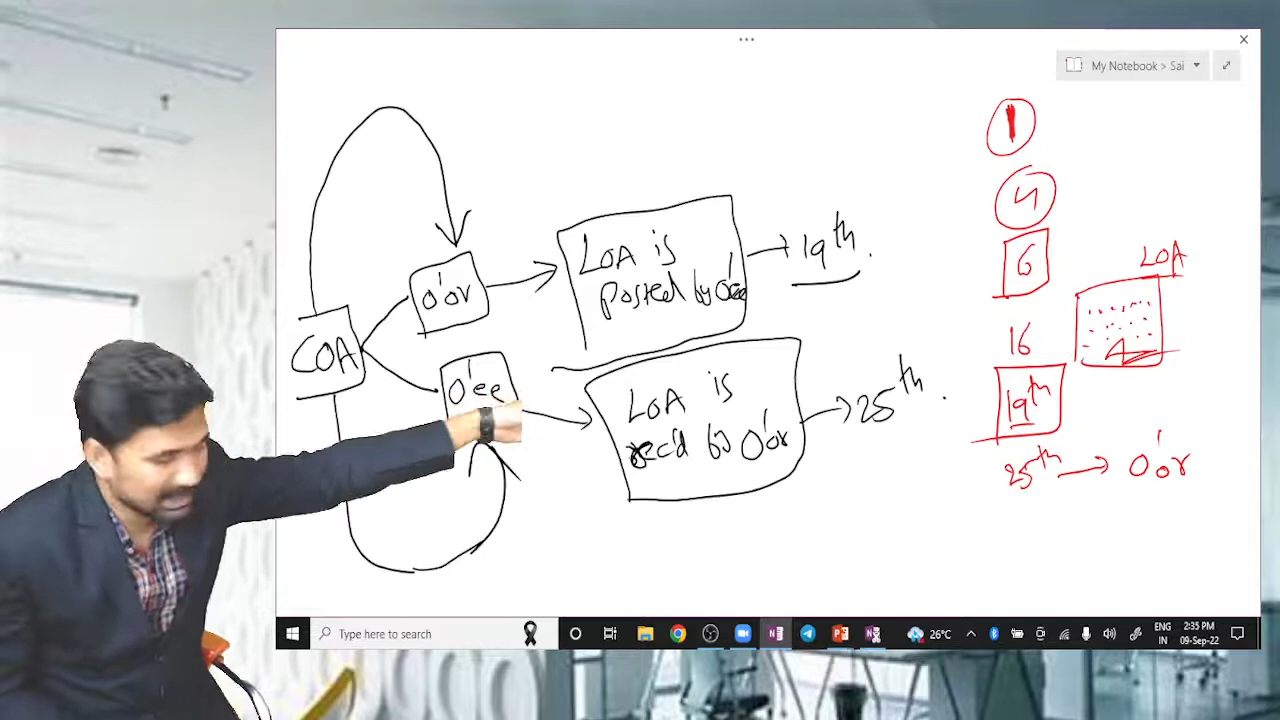 My Notebook > Sai
LOA is
posted by O'ee
19th.
O'or
COA
O'ee
LOA is
rec'd by O'or
25th.
1
4
6
LOA
16
19th
25th → O'or
Type here to search
26°C
ENG
IN
2:35 PM
09-Sep-22